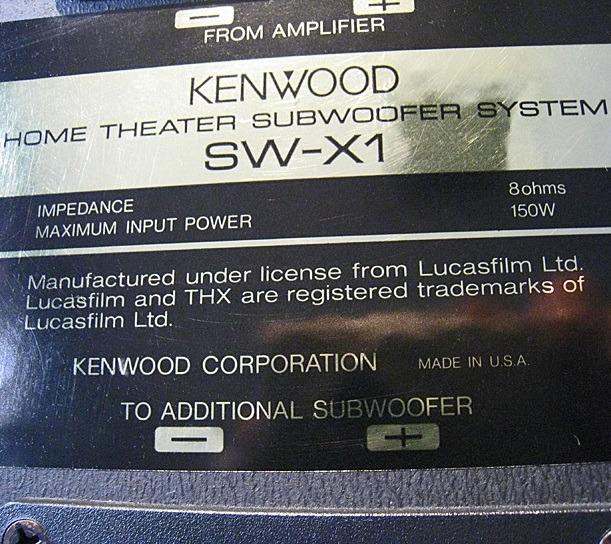 − +
FROM AMPLIFIER
KENWOOD
HOME THEATER SUBWOOFER SYSTEM
SW-X1
IMPEDANCE 8ohms
MAXIMUM INPUT POWER 150W
Manufactured under license from Lucasfilm Ltd.
Lucasfilm and THX are registered trademarks of
Lucasfilm Ltd.
KENWOOD CORPORATION MADE IN U.S.A.
TO ADDITIONAL SUBWOOFER
− +